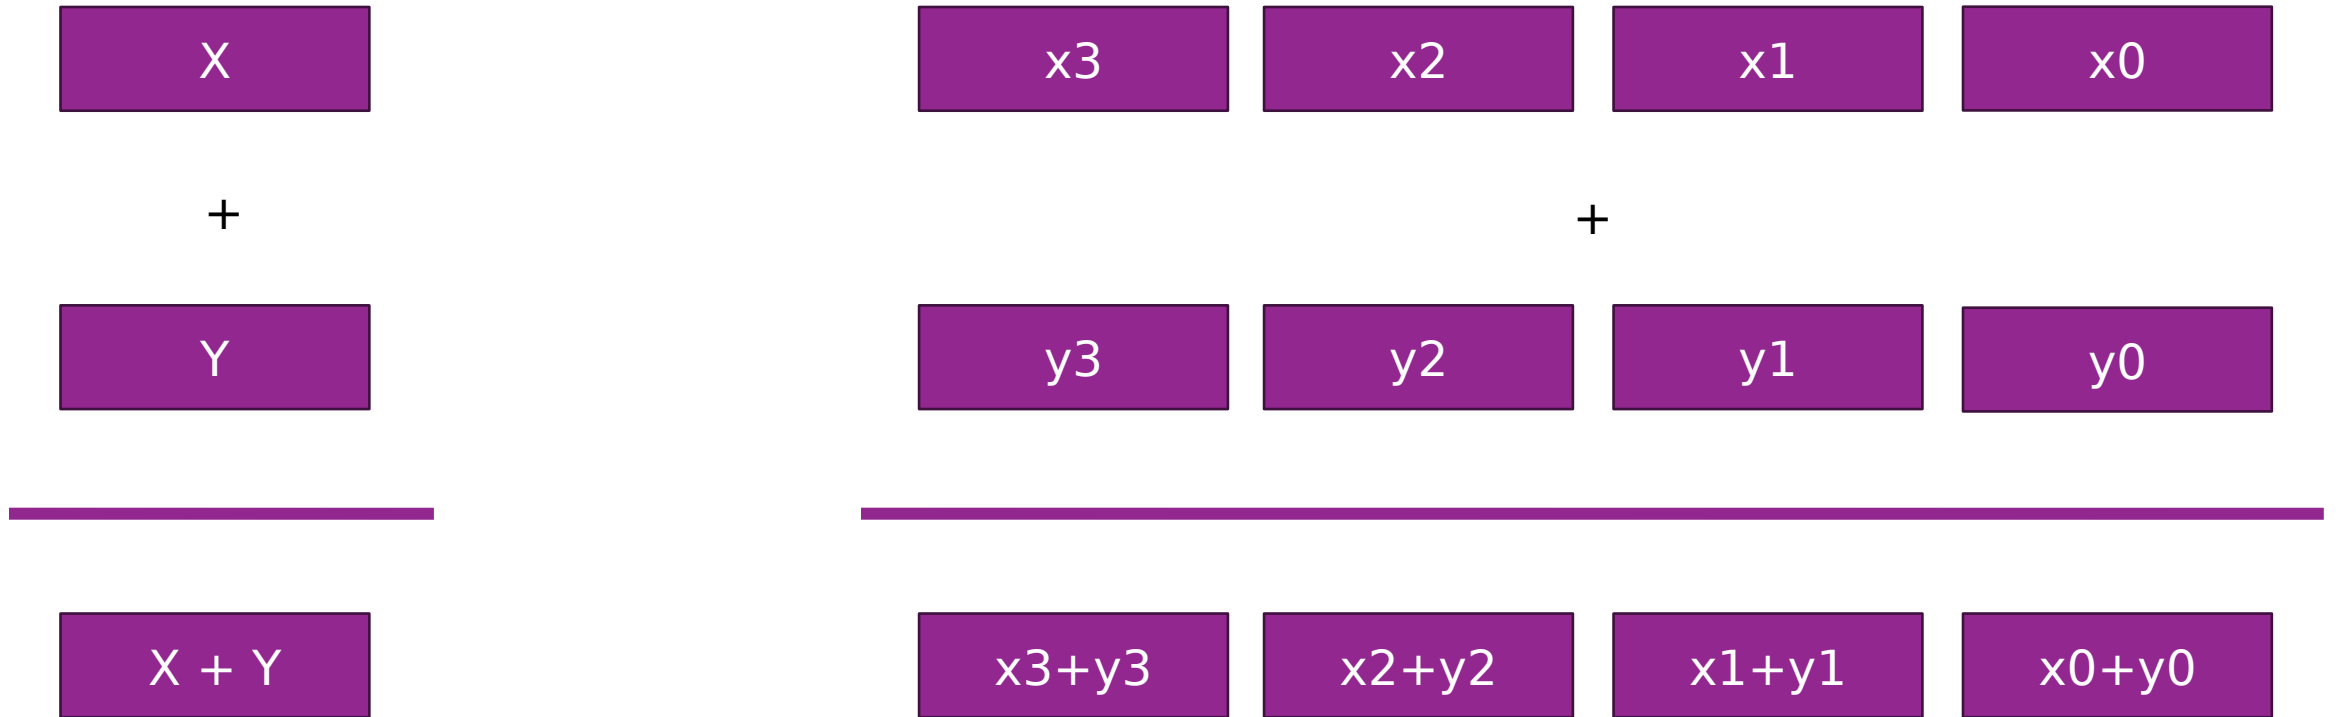 X x3 x2 x1 x0
+ +
Y y3 y2 y1 y0
X + Y x3+y3 x2+y2 x1+y1 x0+y0